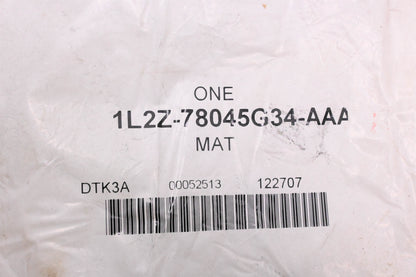 ONE
1L2Z-78045G34-AAA
MAT
DTK3A 00052513 122707